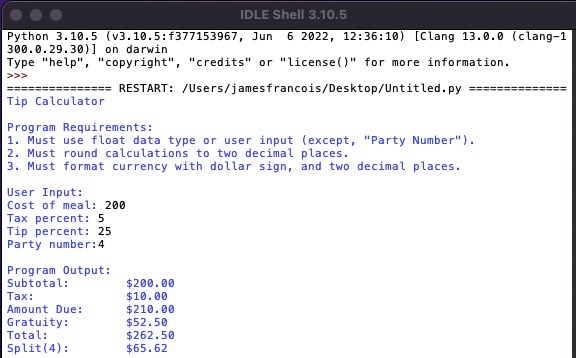 IDLE Shell 3.10.5
Python 3.10.5 (v3.10.5:f377153967, Jun  6 2022, 12:36:10) [Clang 13.0.0 (clang-1
300.0.29.30)] on darwin
Type "help", "copyright", "credits" or "license()" for more information.
>>>
=============== RESTART: /Users/jamesfrancois/Desktop/Untitled.py ==============
Tip Calculator
Program Requirements:
1. Must use float data type or user input (except, "Party Number").
2. Must round calculations to two decimal places.
3. Must format currency with dollar sign, and two decimal places.
User Input:
Cost of meal: 200
Tax percent: 5
Tip percent: 25
Party number:4
Program Output:
Subtotal:        $200.00
Tax:             $10.00
Amount Due:      $210.00
Gratuity:        $52.50
Total:           $262.50
Split(4):        $65.62